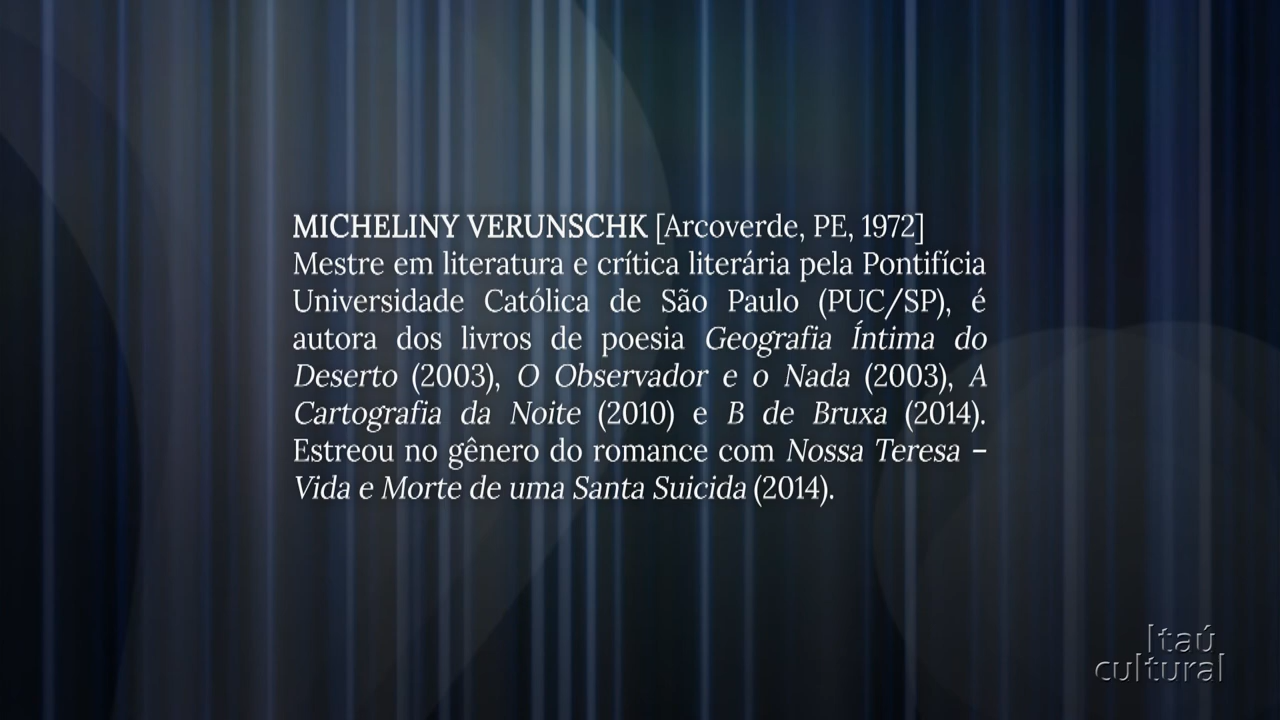 MICHELINY VERUNSCHK [Arcoverde, PE, 1972]
Mestre em literatura e crítica literária pela Pontifícia
Universidade Católica de São Paulo (PUC/SP), é
autora dos livros de poesia Geografia Íntima do
Deserto (2003), O Observador e o Nada (2003), A
Cartografia da Noite (2010) e B de Bruxa (2014).
Estreou no gênero do romance com Nossa Teresa –
Vida e Morte de uma Santa Suicida (2014).
Itaú
cultural